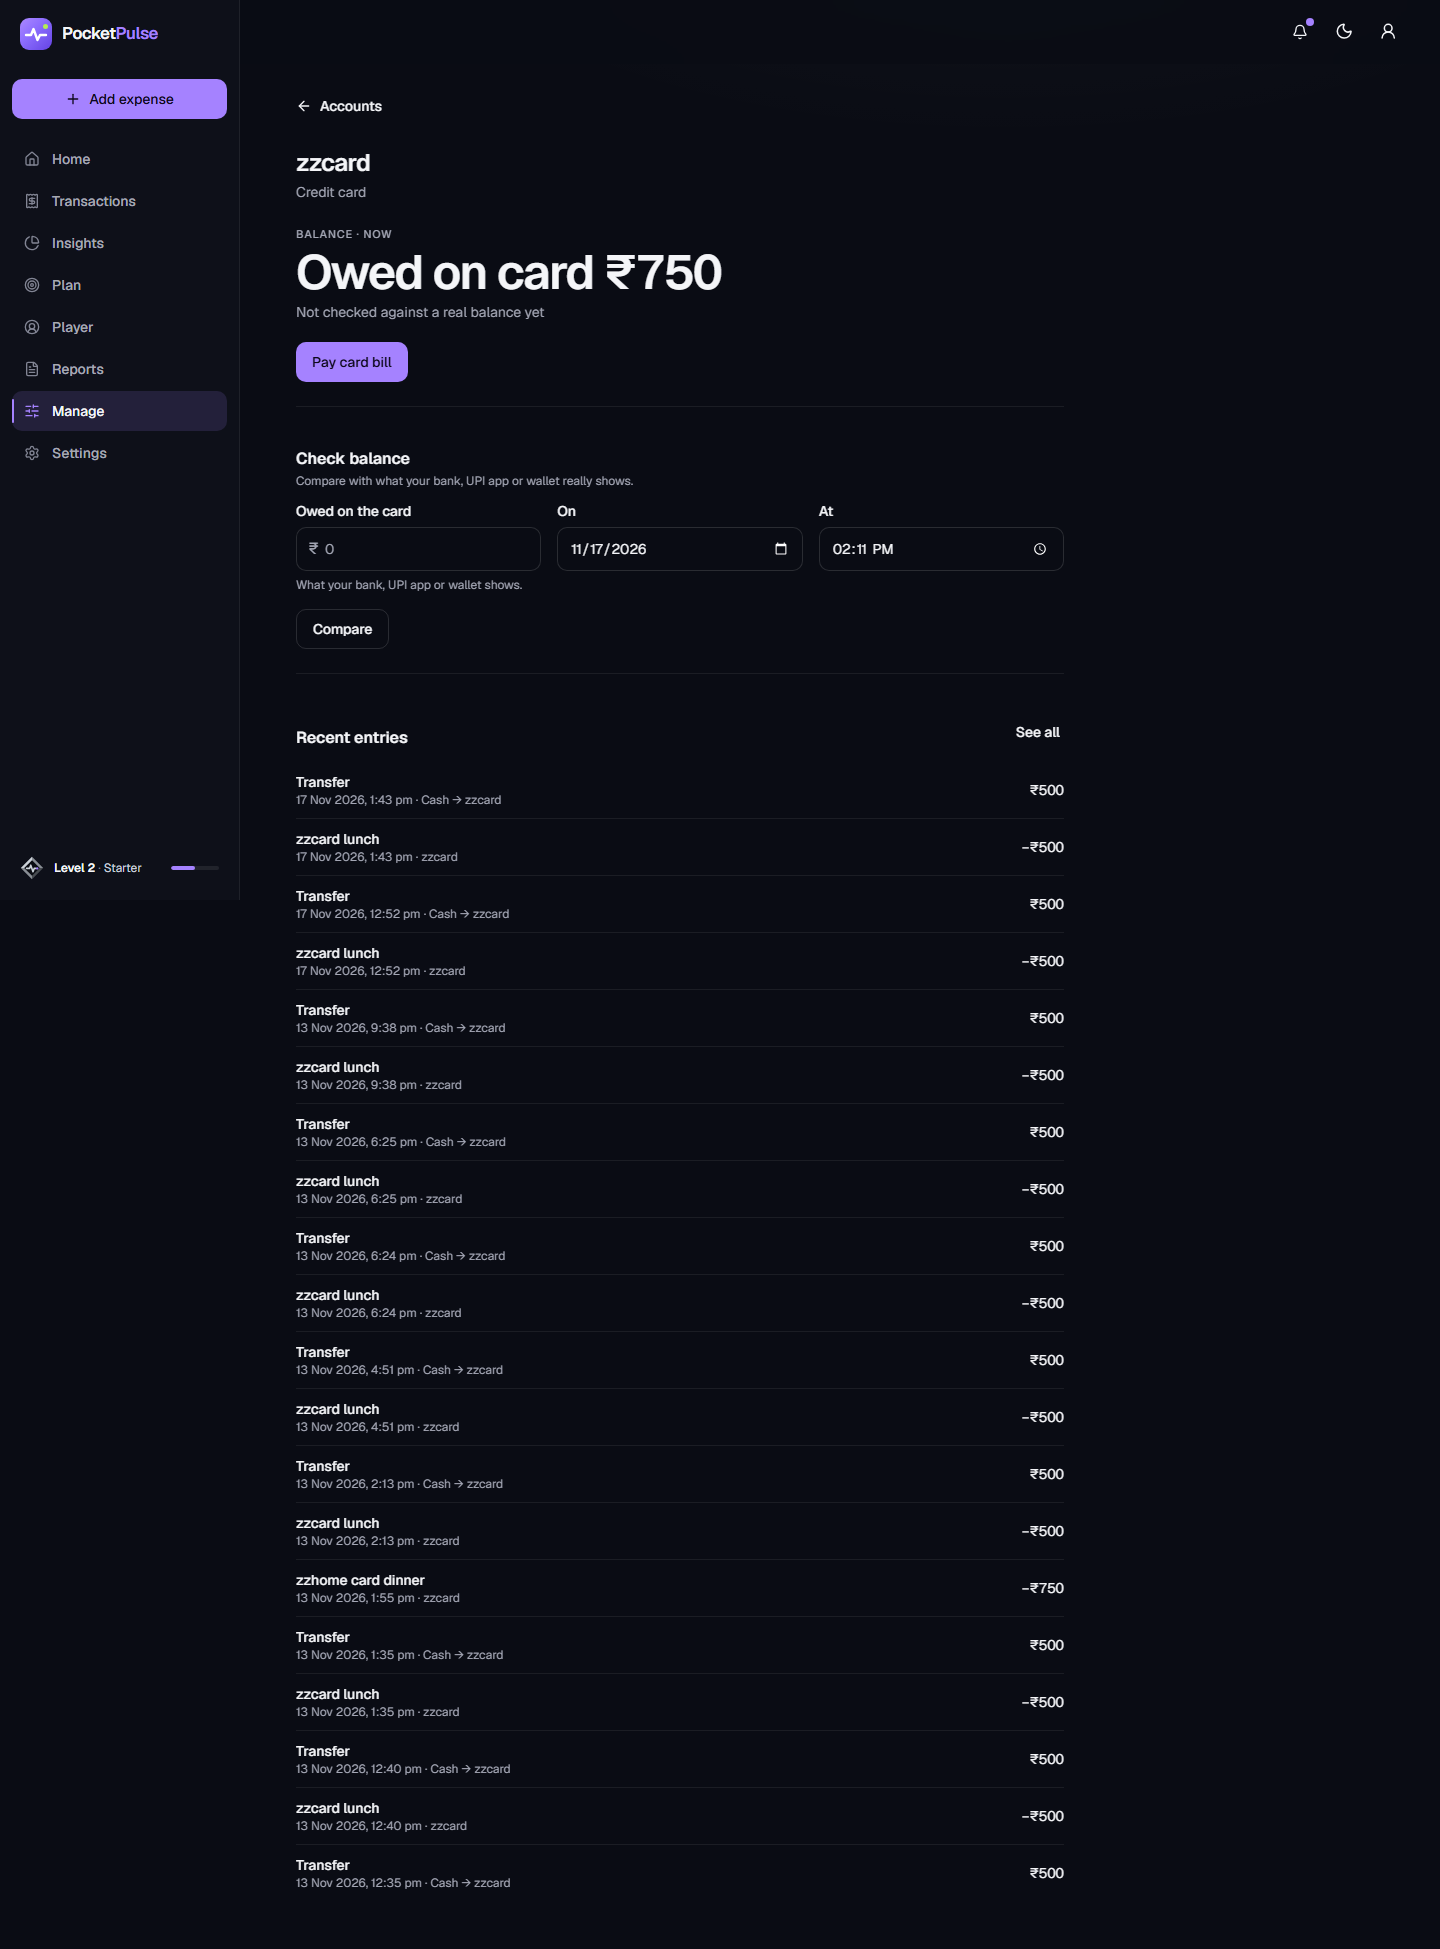 PocketPulse
Add expense
Home
Transactions
Insights
Plan
Player
Reports
Manage
Settings
Level 2 · Starter
Accounts
zzcard
Credit card
BALANCE · NOW
Owed on card ₹750
Not checked against a real balance yet
Pay card bill
Check balance
Compare with what your bank, UPI app or wallet really shows.
Owed on the card On At
₹ 0 11/17/2026 02:11 PM
What your bank, UPI app or wallet shows.
Compare
Recent entries See all
Transfer
17 Nov 2026, 1:43 pm · Cash → zzcard ₹500
zzcard lunch
17 Nov 2026, 1:43 pm · zzcard −₹500
Transfer
17 Nov 2026, 12:52 pm · Cash → zzcard ₹500
zzcard lunch
17 Nov 2026, 12:52 pm · zzcard −₹500
Transfer
13 Nov 2026, 9:38 pm · Cash → zzcard ₹500
zzcard lunch
13 Nov 2026, 9:38 pm · zzcard −₹500
Transfer
13 Nov 2026, 6:25 pm · Cash → zzcard ₹500
zzcard lunch
13 Nov 2026, 6:25 pm · zzcard −₹500
Transfer
13 Nov 2026, 6:24 pm · Cash → zzcard ₹500
zzcard lunch
13 Nov 2026, 6:24 pm · zzcard −₹500
Transfer
13 Nov 2026, 4:51 pm · Cash → zzcard ₹500
zzcard lunch
13 Nov 2026, 4:51 pm · zzcard −₹500
Transfer
13 Nov 2026, 2:13 pm · Cash → zzcard ₹500
zzcard lunch
13 Nov 2026, 2:13 pm · zzcard −₹500
zzhome card dinner
13 Nov 2026, 1:55 pm · zzcard −₹750
Transfer
13 Nov 2026, 1:35 pm · Cash → zzcard ₹500
zzcard lunch
13 Nov 2026, 1:35 pm · zzcard −₹500
Transfer
13 Nov 2026, 12:40 pm · Cash → zzcard ₹500
zzcard lunch
13 Nov 2026, 12:40 pm · zzcard −₹500
Transfer
13 Nov 2026, 12:35 pm · Cash → zzcard ₹500